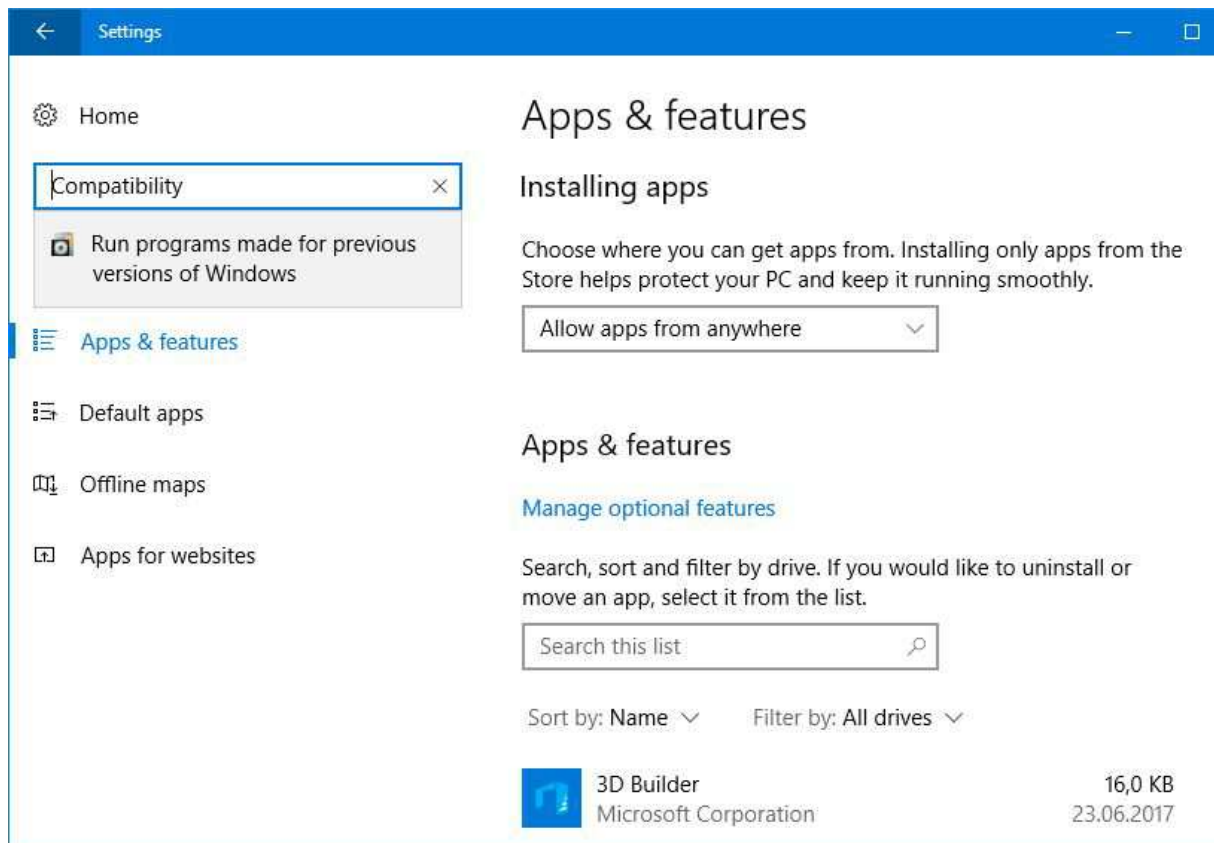 Settings
Home
Compatibility
Run programs made for previous
versions of Windows
Apps & features
Default apps
Offline maps
Apps for websites
Apps & features
Installing apps
Choose where you can get apps from. Installing only apps from the
Store helps protect your PC and keep it running smoothly.
Allow apps from anywhere
Apps & features
Manage optional features
Search, sort and filter by drive. If you would like to uninstall or
move an app, select it from the list.
Search this list
Sort by: Name Filter by: All drives
3D Builder 16,0 KB
Microsoft Corporation 23.06.2017